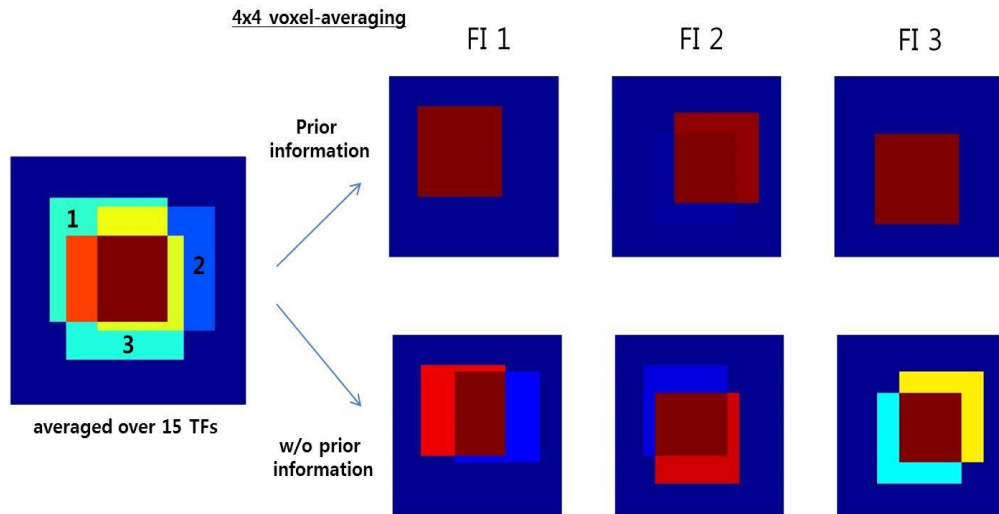 4x4 voxel-averaging
FI 1
FI 2
FI 3
Prior
information
1
2
3
averaged over 15 TFs
w/o prior
information